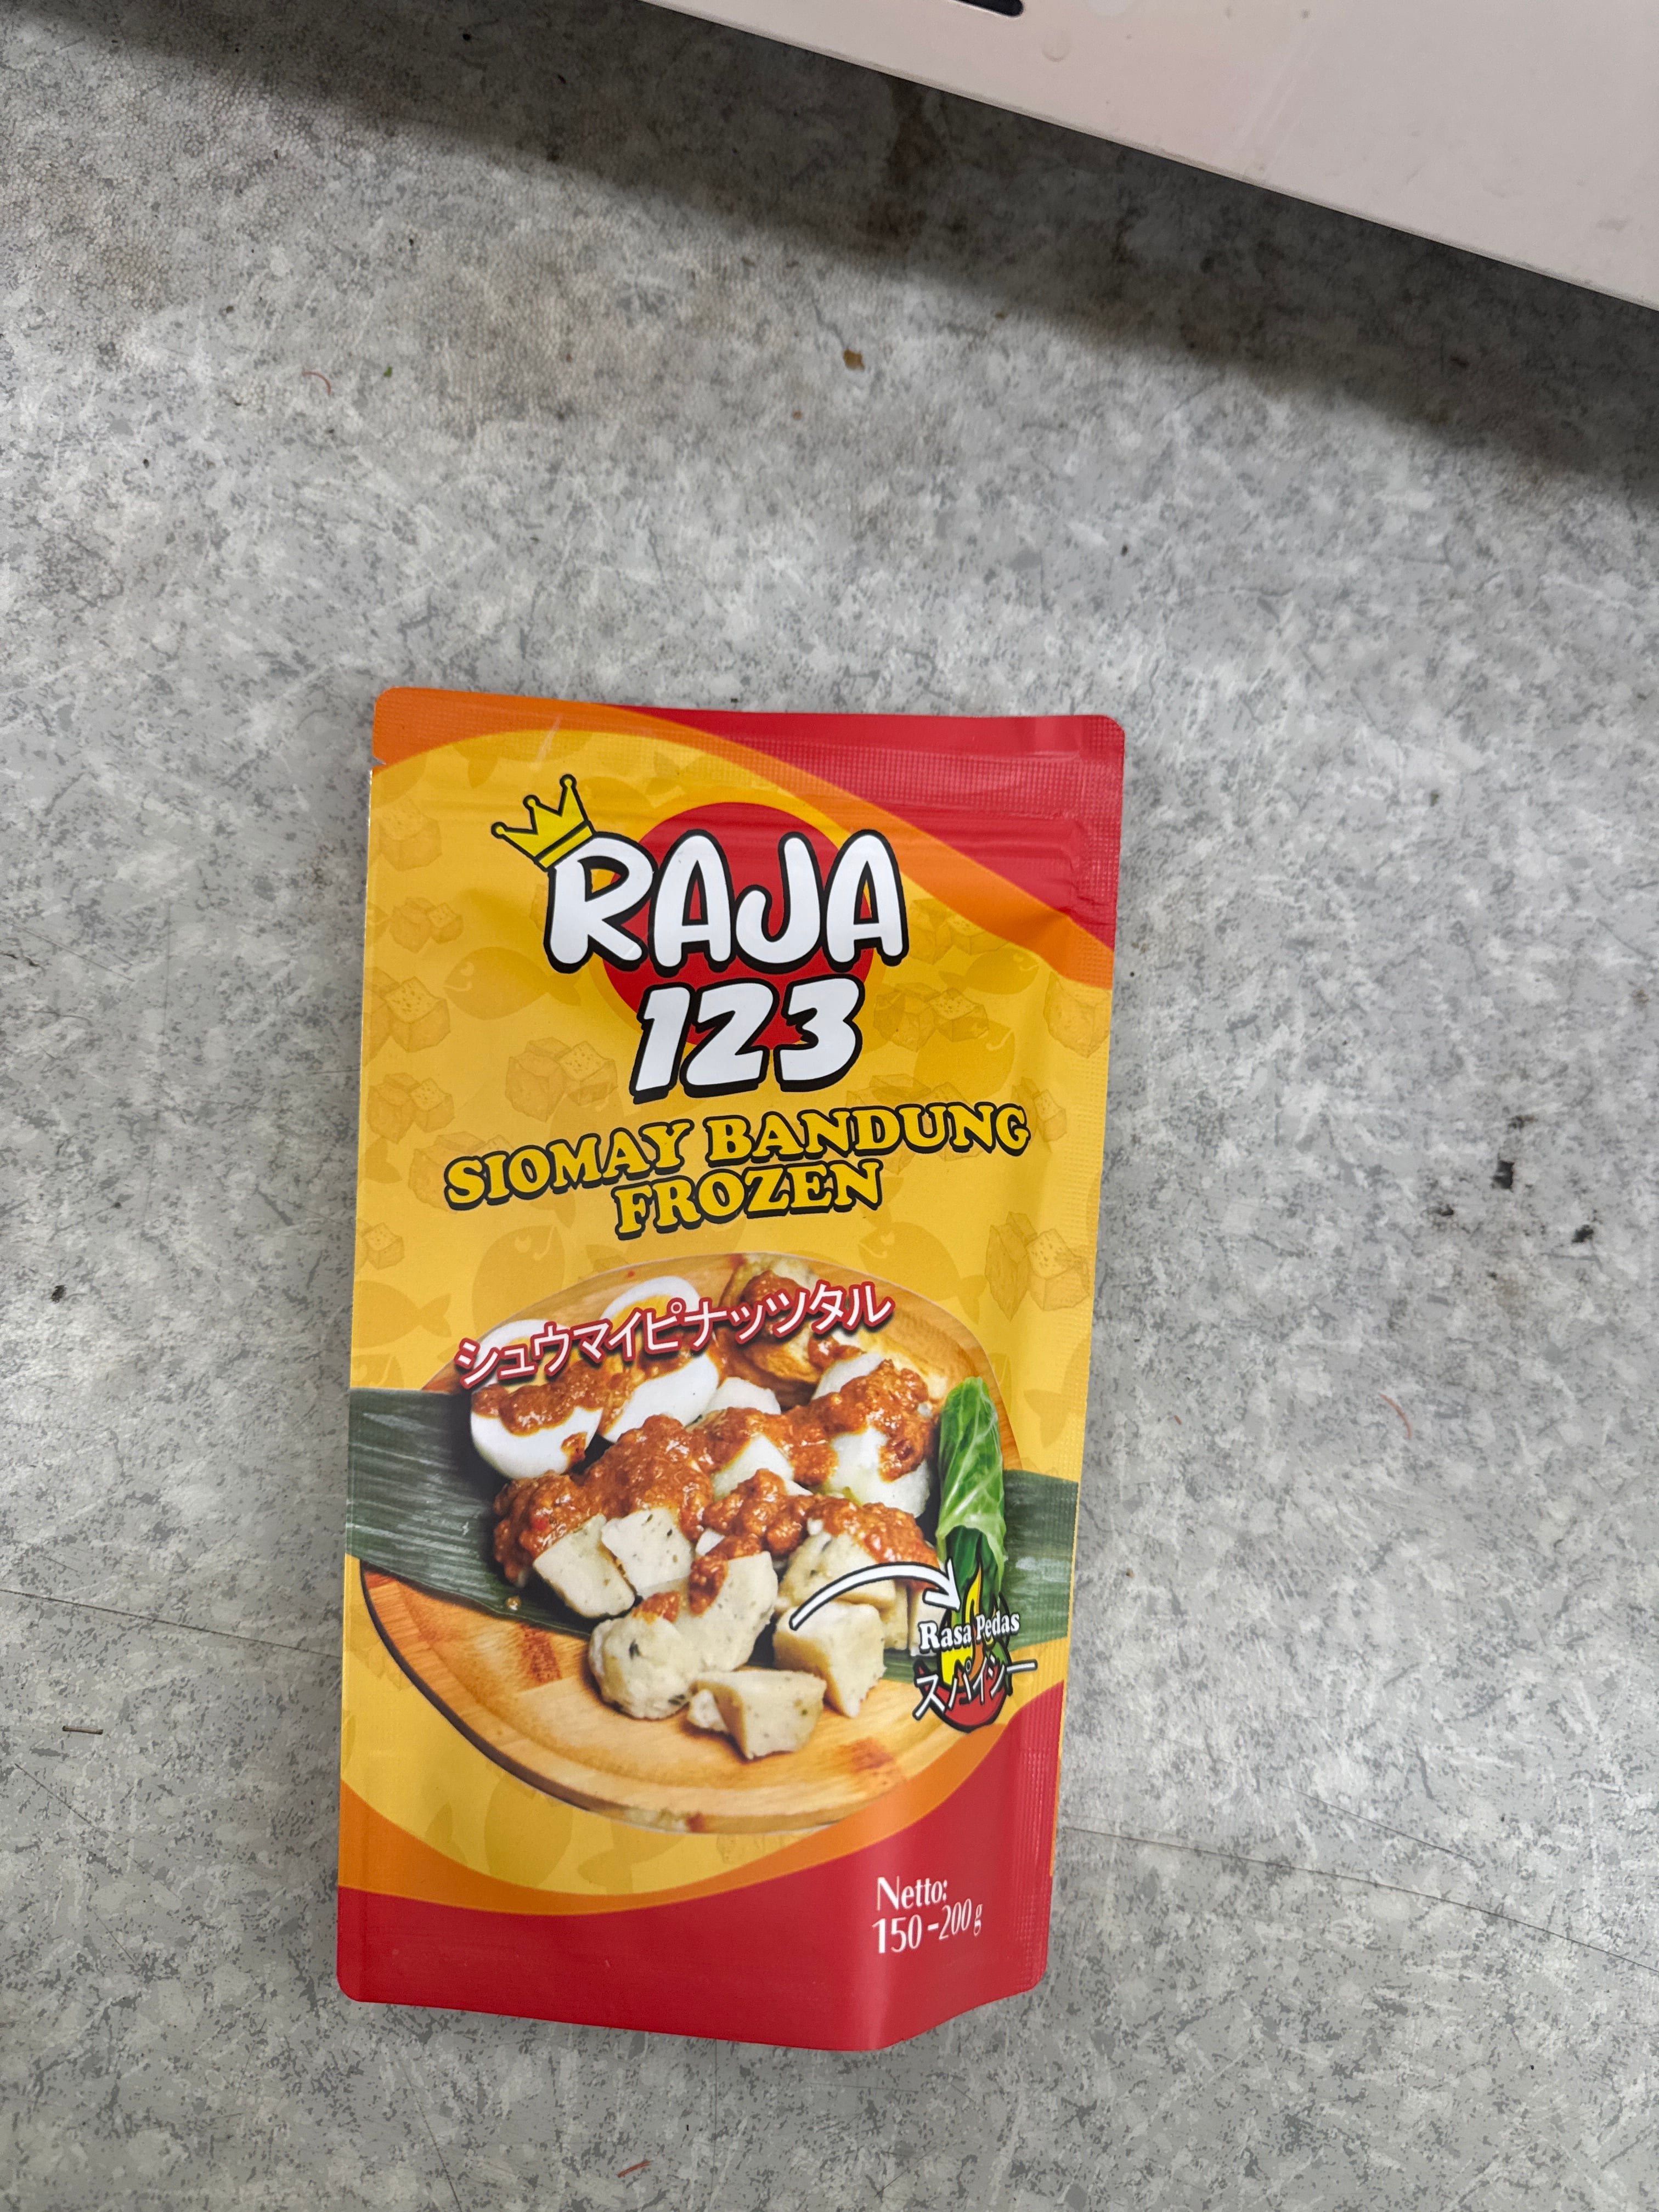 RAJA
123
SIOMAY BANDUNG
FROZEN
シュウマイピナッツタル
Rasa Pedas
スパイシー
Netto:
150-200g